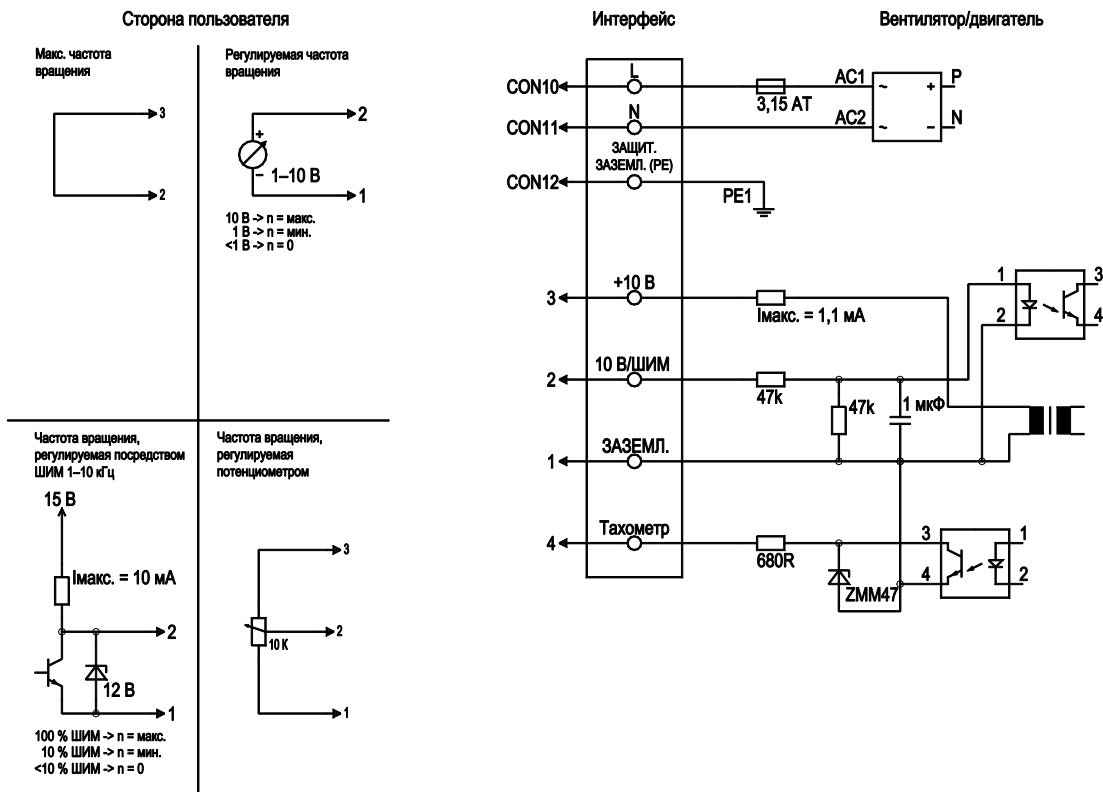 Сторона пользователя
Интерфейс
Вентилятор/двигатель
Макс. частота
вращения
3
2
Регулируемая частота
вращения
2
+
–
1–10 В
1
10 В -> n = макс.
1 В -> n = мин.
<1 В -> n = 0
Частота вращения,
регулируемая посредством
ШИМ 1–10 кГц
15 В
Iмакс. = 10 мА
2
12 В
1
100 % ШИМ -> n = макс.
10 % ШИМ -> n = мин.
<10 % ШИМ -> n = 0
Частота вращения,
регулируемая
потенциометром
3
2
10 K
1
CON10
L
3,15 AT
AC1
~
+
P
CON11
N
AC2
~
–
N
ЗАЩИТ.
ЗАЗЕМЛ. (PE)
CON12
PE1
3
+10 В
Iмакс. = 1,1 мА
1
2
3
4
2
10 В/ШИМ
47k
47k
1 мкФ
1
ЗАЗЕМЛ.
4
Тахометр
680R
ZMM47
3
4
1
2